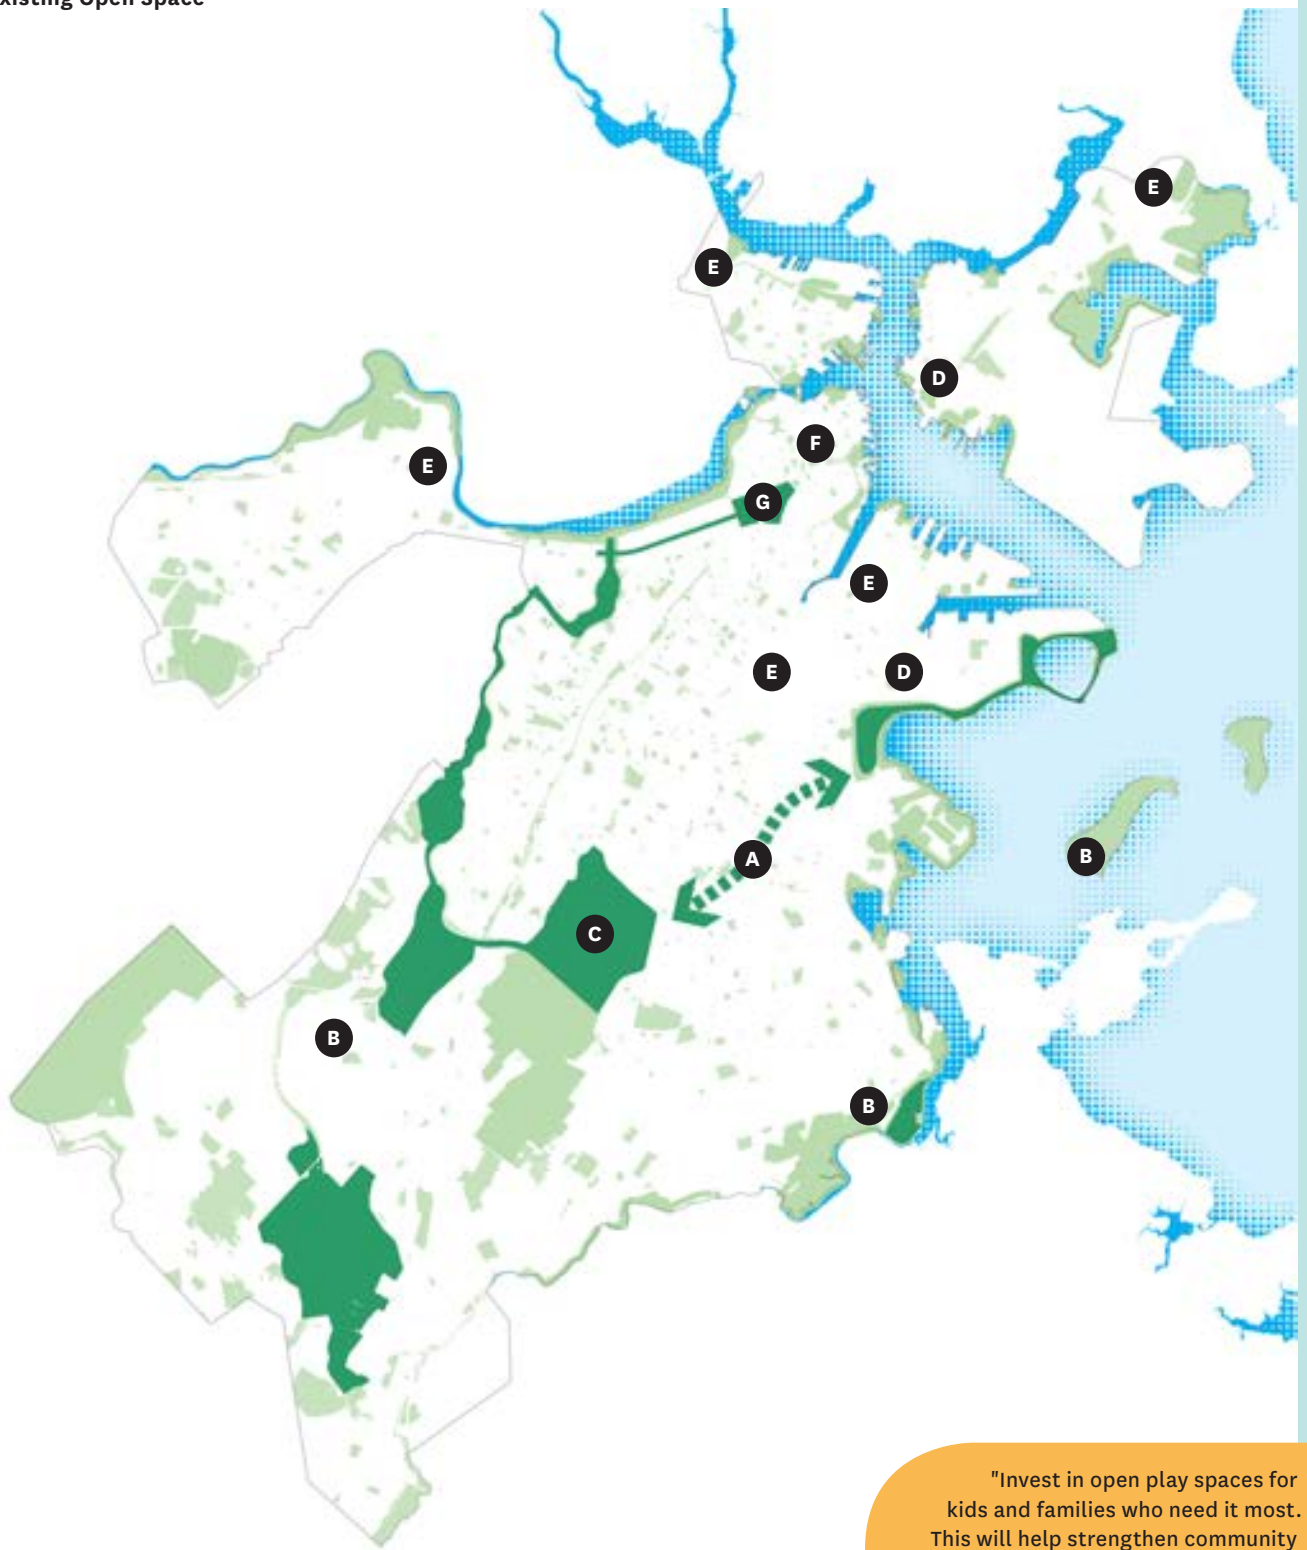 xisting Open Space
E
E
D
F
E
G
E
E
D
A
B
C
B
B
"Invest in open play spaces for
kids and families who need it most.
This will help strengthen community